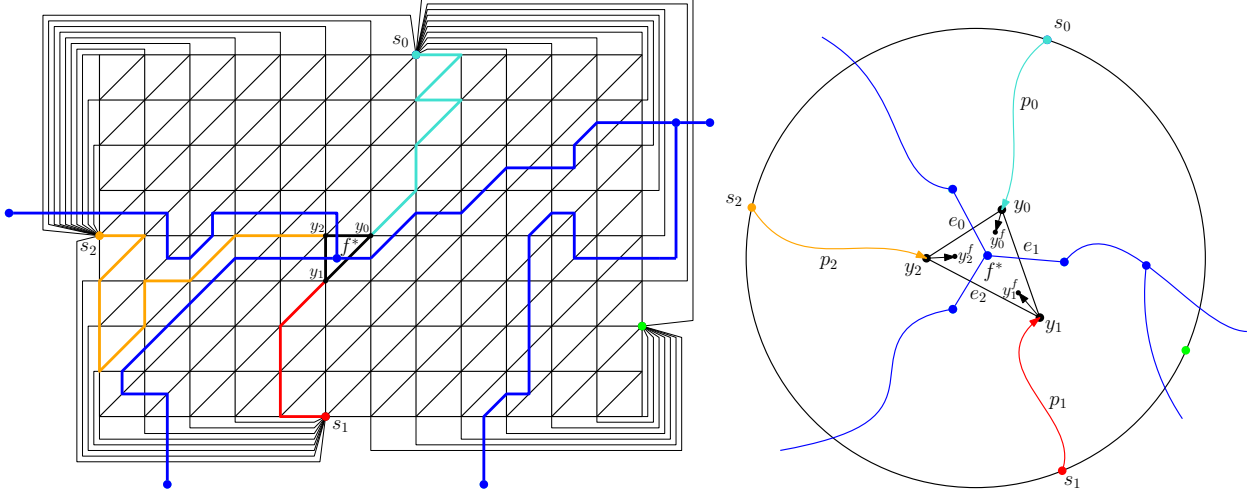 s₀
s₂
y₂ y₀
f*
y₁
s₁
s₀
p₀
s₂
y₀
e₀
y₀ᶠ
e₁
y₂ᶠ
y₂
f*
p₂
e₂
y₁ᶠ
y₁
p₁
s₁